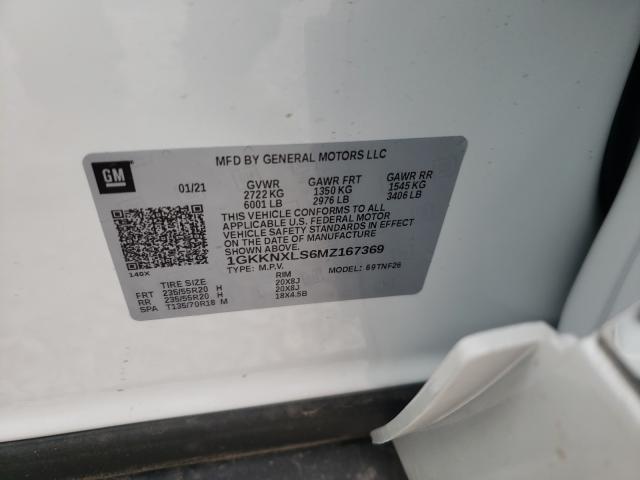 MFD BY GENERAL MOTORS LLC
GM
01/21 GVWR GAWR FRT GAWR RR
2722 KG 1350 KG 1545 KG
6001 LB 2976 LB 3406 LB
THIS VEHICLE CONFORMS TO ALL
APPLICABLE U.S. FEDERAL MOTOR
VEHICLE SAFETY STANDARDS IN EFFECT
ON THE DATE OF MANUFACTURE
SHOWN ABOVE.
1GKKNXLS6MZ167369
TYPE: M.P.V. MODEL: 69TNF26
140X
TIRE SIZE RIM
FRT 235/55R20 H 20X8J
RR 235/55R20 H 20X8J
SPA T135/70R18 M 18X4.5B